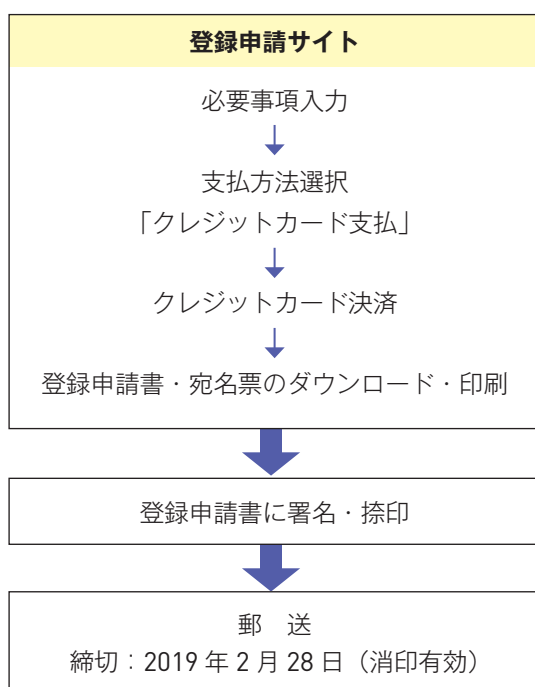 登録申請サイト
必要事項入力
支払方法選択
「クレジットカード支払」
クレジットカード決済
登録申請書・宛名票のダウンロード・印刷
登録申請書に署名・捺印
郵　送
締切：2019 年 2 月 28 日（消印有効）